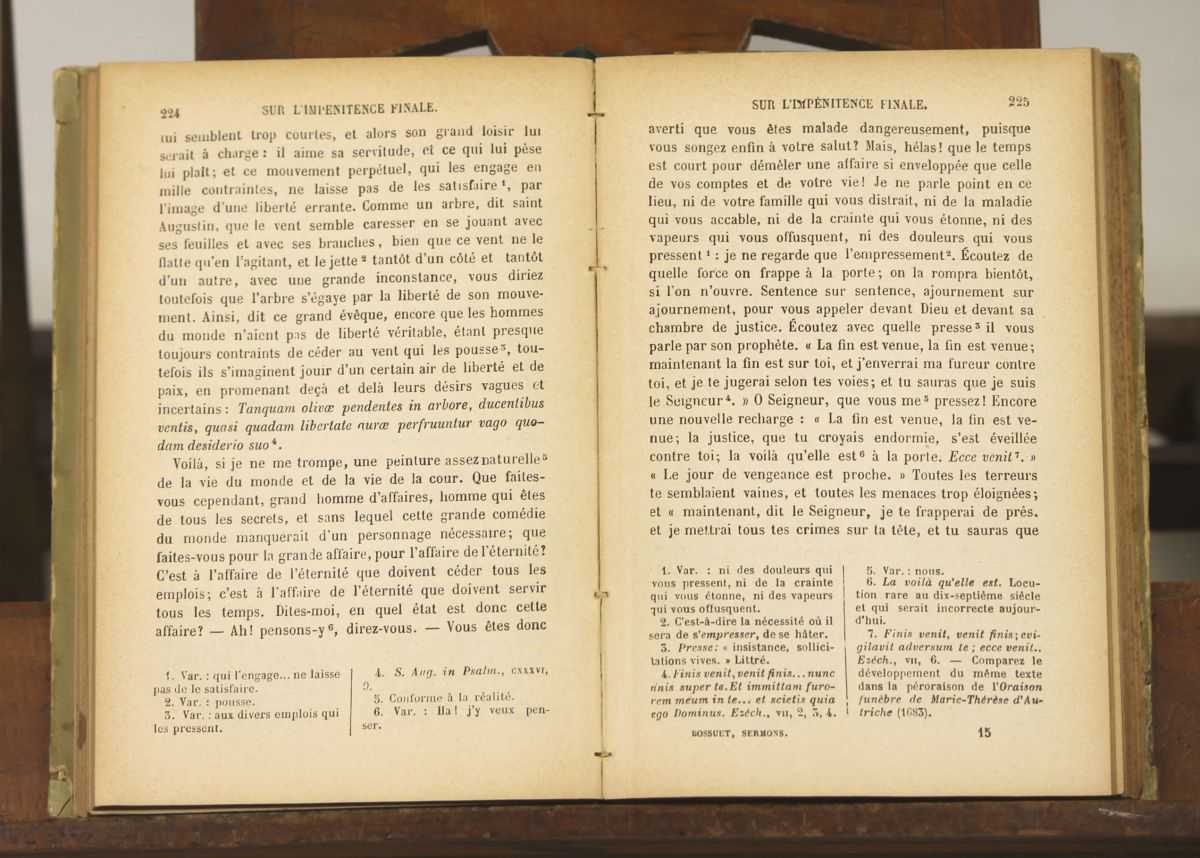 224 SUR L'IMPÉNITENCE FINALE.
lui semblent trop courtes, et alors son grand loisir lui
serait à charge : il aime sa servitude, et ce qui lui pèse
lui plaît; et ce mouvement perpétuel, qui les engage en
mille contraintes, ne laisse pas de les satisfaire¹, par
l'image d'une liberté errante. Comme un arbre, dit saint
Augustin, que le vent semble caresser en se jouant avec
ses feuilles et avec ses branches, bien que ce vent ne le
flatte qu'en l'agitant, et le jette² tantôt d'un côté et tantôt
d'un autre, avec une grande inconstance, vous diriez
toutefois que l'arbre s'égaye par la liberté de son mouve-
ment. Ainsi, dit ce grand évêque, encore que les hommes
du monde n'aient pas de liberté véritable, étant presque
toujours contraints de céder au vent qui les pousse³, tou-
tefois ils s'imaginent jouir d'un certain air de liberté et de
paix, en promenant deçà et delà leurs désirs vagues et
incertains : Tanquam olivæ pendentes in arbore, ducentibus
ventis, quasi quadam libertate auræ perfruuntur vago quo-
dam desiderio suo⁴.
Voilà, si je ne me trompe, une peinture assez naturelle⁵
de la vie du monde et de la vie de la cour. Que faites-
vous cependant, grand homme d'affaires, homme qui êtes
de tous les secrets, et sans lequel cette grande comédie
du monde manquerait d'un personnage nécessaire; que
faites-vous pour la grande affaire, pour l'affaire de l'éternité?
C'est à l'affaire de l'éternité que doivent céder tous les
emplois; c'est à l'affaire de l'éternité que doivent servir
tous les temps. Dites-moi, en quel état est donc cette
affaire? — Ah! pensons-y⁶, direz-vous. — Vous êtes donc
1. Var. : qui l'engage... ne laisse
pas de le satisfaire.
2. Var. : pousse.
3. Var. : aux divers emplois qui
les pressent.
4. S. Aug. in Psalm., CXXXVI,
9.
5. Conforme à la réalité.
6. Var. : Ha! j'y veux pen-
ser.
SUR L'IMPÉNITENCE FINALE. 225
averti que vous êtes malade dangereusement, puisque
vous songez enfin à votre salut? Mais, hélas! que le temps
est court pour démêler une affaire si enveloppée que celle
de vos comptes et de votre vie! Je ne parle point en ce
lieu, ni de votre famille qui vous distrait, ni de la maladie
qui vous accable, ni de la crainte qui vous étonne, ni des
vapeurs qui vous offusquent, ni des douleurs qui vous
pressent¹ : je ne regarde que l'empressement². Écoutez de
quelle force on frappe à la porte; on la rompra bientôt,
si l'on n'ouvre. Sentence sur sentence, ajournement sur
ajournement, pour vous appeler devant Dieu et devant sa
chambre de justice. Écoutez avec quelle presse³ il vous
parle par son prophète. « La fin est venue, la fin est venue;
maintenant la fin est sur toi, et j'enverrai ma fureur contre
toi, et je te jugerai selon tes voies; et tu sauras que je suis
le Seigneur⁴. » O Seigneur, que vous me⁵ pressez! Encore
une nouvelle recharge : « La fin est venue, la fin est ve-
nue; la justice, que tu croyais endormie, s'est éveillée
contre toi; la voilà qu'elle est⁶ à la porte. Ecce venit⁷. »
« Le jour de vengeance est proche. » Toutes les terreurs
te semblaient vaines, et toutes les menaces trop éloignées;
et « maintenant, dit le Seigneur, je te frapperai de près.
et je mettrai tous tes crimes sur ta tête, et tu sauras que
1. Var. : ni des douleurs qui
vous pressent, ni de la crainte
qui vous étonne, ni des vapeurs
qui vous offusquent.
2. C'est-à-dire la nécessité où il
sera de s'empresser, de se hâter.
3. Presse: « insistance, sollici-
tations vives. » Littré.
4. Finis venit, venit finis... nunc
finis super te. Et immittam furo-
rem meum in te... et scietis quia
ego Dominus. Ezéch., VII, 2, 3, 4.
5. Var. : nous.
6. La voilà qu'elle est. Locu-
tion rare au dix-septième siècle
et qui serait incorrecte aujour-
d'hui.
7. Finis venit, venit finis; evi-
gilavit adversum te; ecce venit..
Ezéch., VII, 6. — Comparez le
développement du même texte
dans la péroraison de l'Oraison
funèbre de Marie-Thérèse d'Au-
triche (1683).
BOSSUET, SERMONS. 15